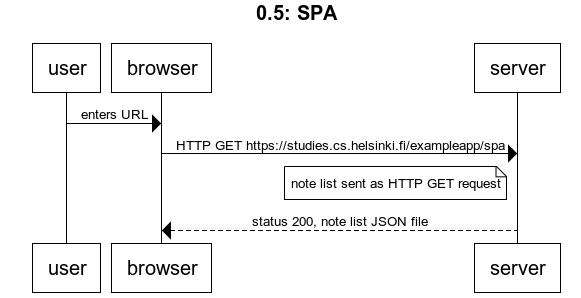 0.5: SPA
user browser server
enters URL
HTTP GET https://studies.cs.helsinki.fi/exampleapp/spa
note list sent as HTTP GET request
status 200, note list JSON file
user browser server